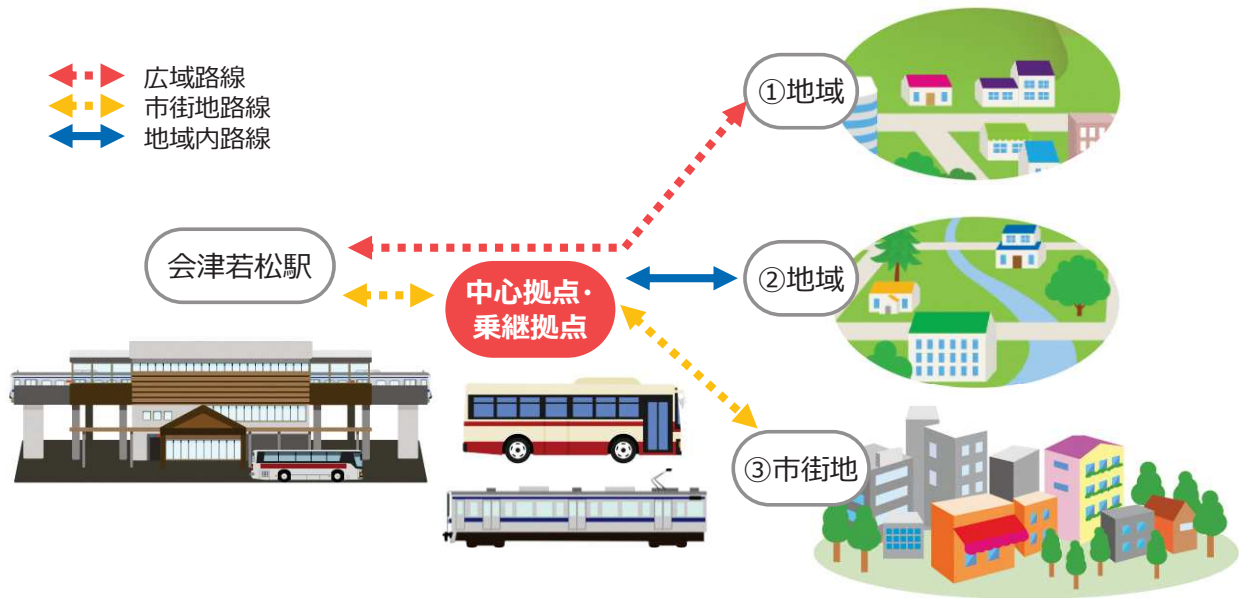 広域路線
市街地路線
地域内路線
①地域
会津若松駅
②地域
中心拠点・
乗継拠点
③市街地